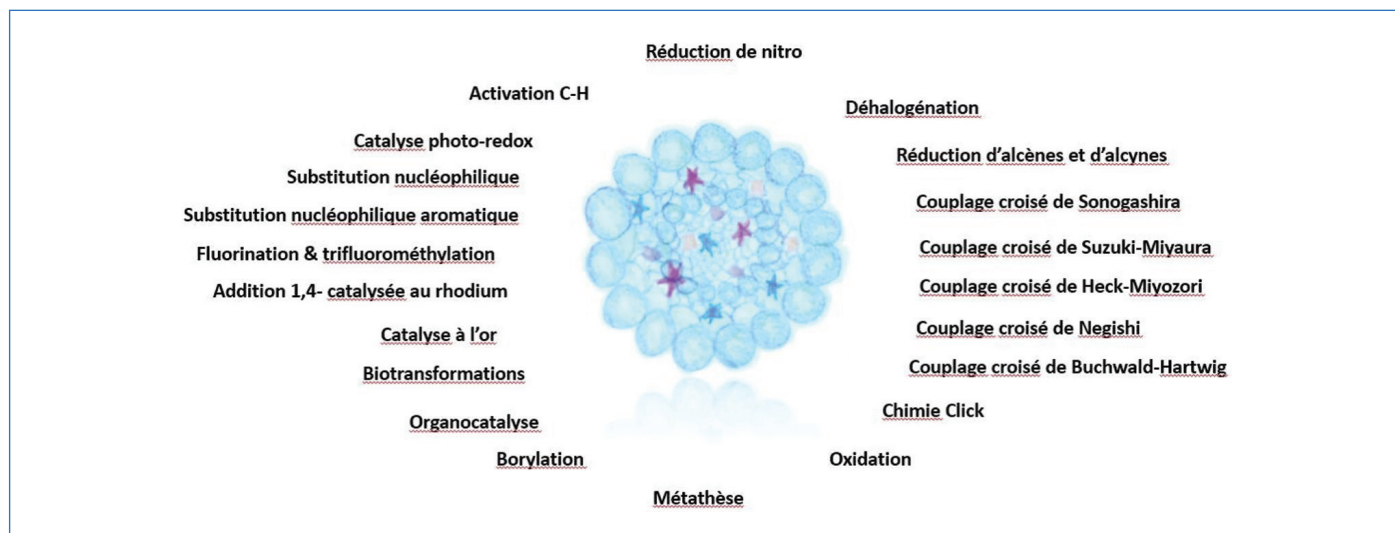 Réduction de nitro
Activation C-H
Déhalogénation
Catalyse photo-redox
Réduction d'alcènes et d'alcynes
Substitution nucléophilique
Couplage croisé de Sonogashira
Substitution nucléophilique aromatique
Couplage croisé de Suzuki-Miyaura
Fluorination & trifluorométhylation
Couplage croisé de Heck-Miyozori
Addition 1,4- catalysée au rhodium
Couplage croisé de Negishi
Catalyse à l'or
Couplage croisé de Buchwald-Hartwig
Biotransformations
Chimie Click
Organocatalyse
Borylation
Oxidation
Métathèse